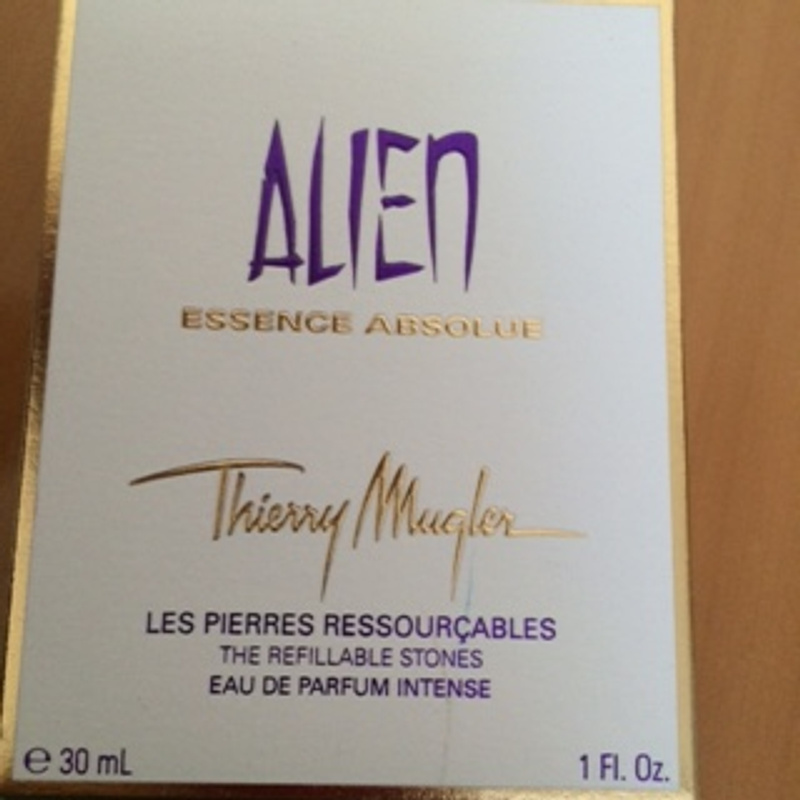 ALIEN
ESSENCE ABSOLUE
Thierry Mugler
LES PIERRES RESSOURÇABLES
THE REFILLABLE STONES
EAU DE PARFUM INTENSE
℮ 30 mL
1 Fl. Oz.